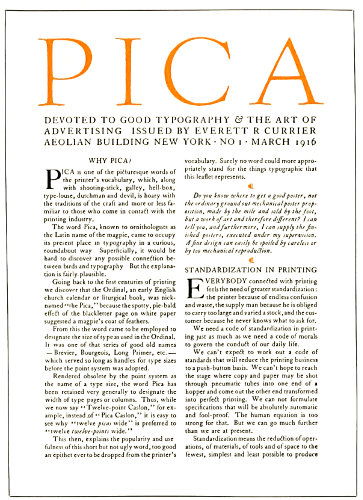 PICA
DEVOTED TO GOOD TYPOGRAPHY & THE ART OF
ADVERTISING ISSUED BY EVERETT R CURRIER
AEOLIAN BUILDING NEW YORK · NO 1 · MARCH 1916
WHY PICA?
PICA is one of the picturesque words of
the printer's vocabulary, which, along
with shooting-stick, galley, hell-box,
type-louse, dutchman and devil, is hoary with
the traditions of the craft and more or less fa-
miliar to those who come in contact with the
printing industry.
The word Pica, known to ornithologists as
the Latin name of the magpie, came to occupy
its present place in typography in a curious,
roundabout way. Superficially, it would be
hard to discover any possible connection be-
tween birds and typography. But the explana-
tion is fairly plausible.
Going back to the first centuries of printing
we discover that the Ordinal, an early English
church calendar or liturgical book, was nick-
named "the Pica," because the spotty, pie-bald
effect of the blackletter page on white paper
suggested a magpie's coat of feathers.
From this the word came to be employed to
designate the size of type as used in the Ordinal.
It was one of that series of good old names
—Brevier, Bourgeois, Long Primer, etc.—
which served so long as handles for type sizes
before the point system was adopted.
Rendered obsolete by the point system as
the name of a type size, the word Pica has
been retained very generally to designate the
width of type pages or columns. Thus, while
we now say "Twelve-point Caslon," for ex-
ample, instead of "Pica Caslon," it is easy to
see why "twelve picas wide" is preferred to
"twelve twelve-points wide."
This then, explains the popularity and use-
fulness of this short but not ugly word, too good
an epithet ever to be dropped from the printer's
vocabulary. Surely no word could more appro-
priately stand for the things typographic that
this leaflet represents.
Do you know where to get a good poster, not
the ordinary ground out mechanical poster prop-
osition, made by the mile and sold by the foot,
but a work of art and therefore different? I can
tell you, and furthermore, I can supply the fin-
ished posters, executed under my supervision.
A fine design can easily be spoiled by careless or
by too mechanical reproduction.
STANDARDIZATION IN PRINTING
EVERYBODY connected with printing
feels the need of greater standardization:
the printer because of endless confusion
and waste, the supply man because he is obliged
to carry too large and varied a stock, and the cus-
tomer because he never knows what to ask for.
We need a code of standardization in print-
ing just as much as we need a code of morals
to govern the conduct of our daily life.
We can't expect to work out a code of
standards that will reduce the printing business
to a push-button basis. We can't hope to reach
the stage where copy and paper may be shot
through pneumatic tubes into one end of a
hopper and come out the other end transformed
into perfect printing. We can not formulate
specifications that will be absolutely automatic
and fool-proof. The human equation is too
strong for that. But we can go much further
than we are at present.
Standardization means the reduction of oper-
ations, of materials, of tools and of space to the
fewest, simplest and least possible to produce